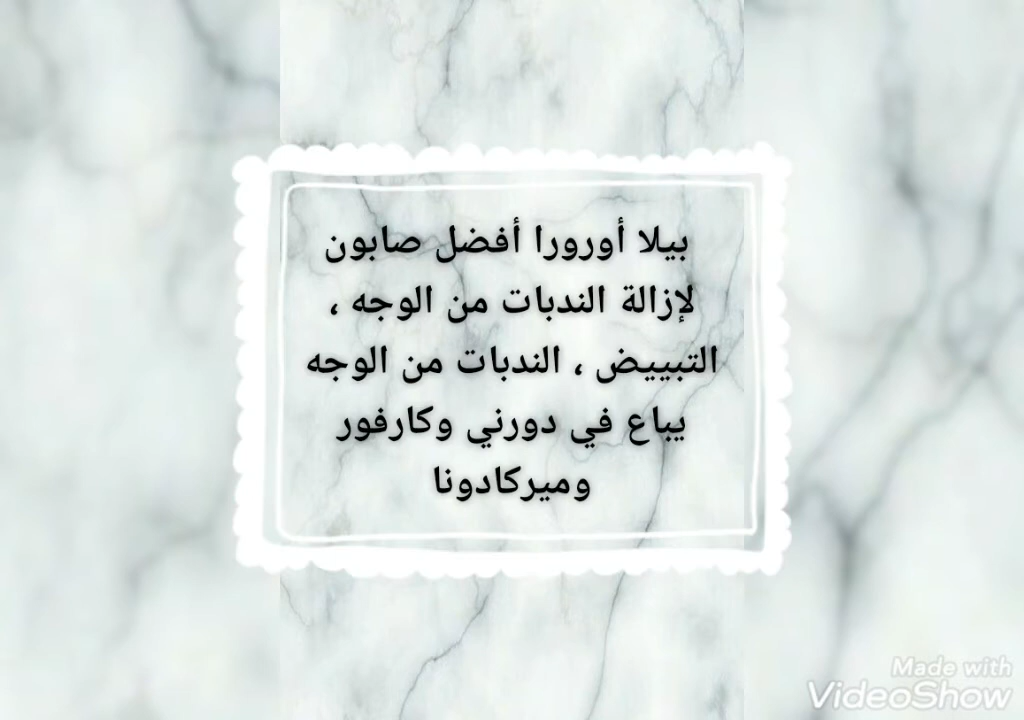 بيلا أورورا أفضل صابون
لإزالة الندبات من الوجه ،
التبييض ، الندبات من الوجه
يباع في دورني وكارفور
وميركادونا
Made with
VideoShow